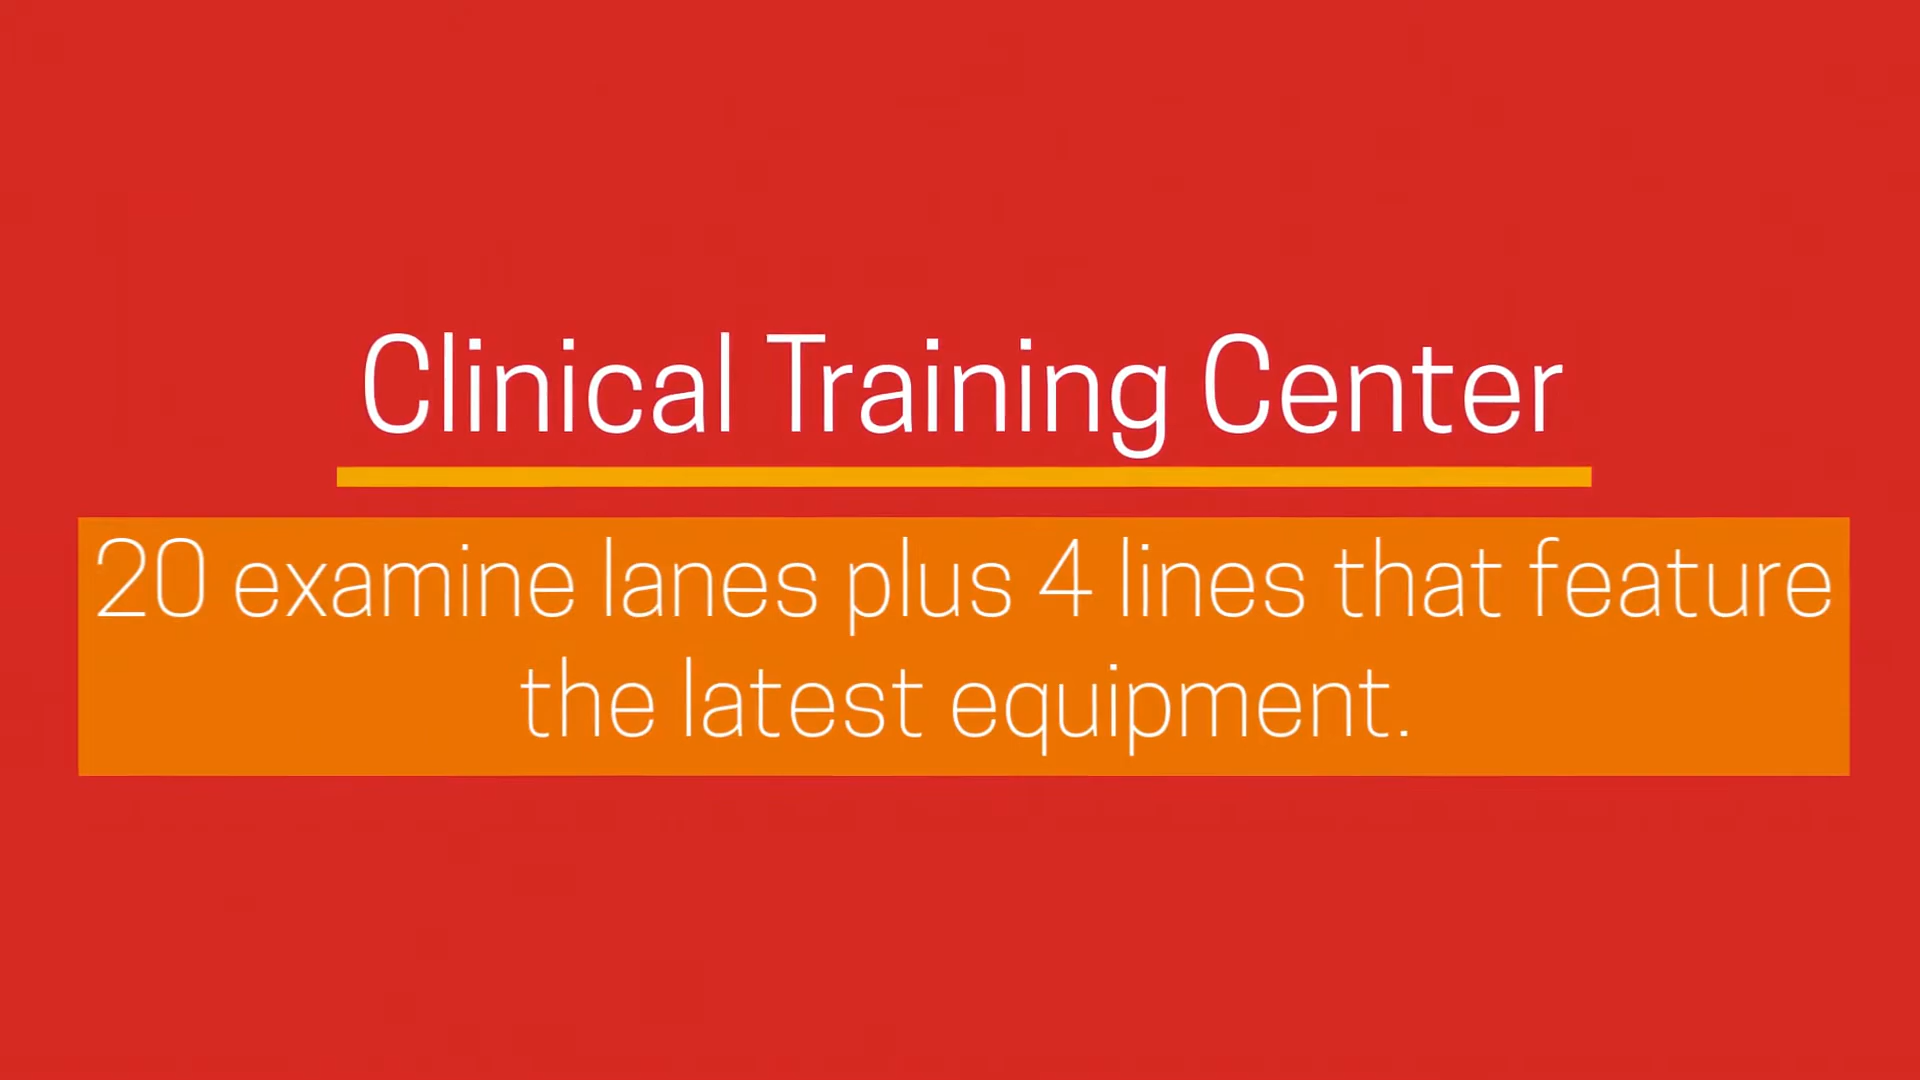 Clinical Training Center
20 examine lanes plus 4 lines that feature
the latest equipment.